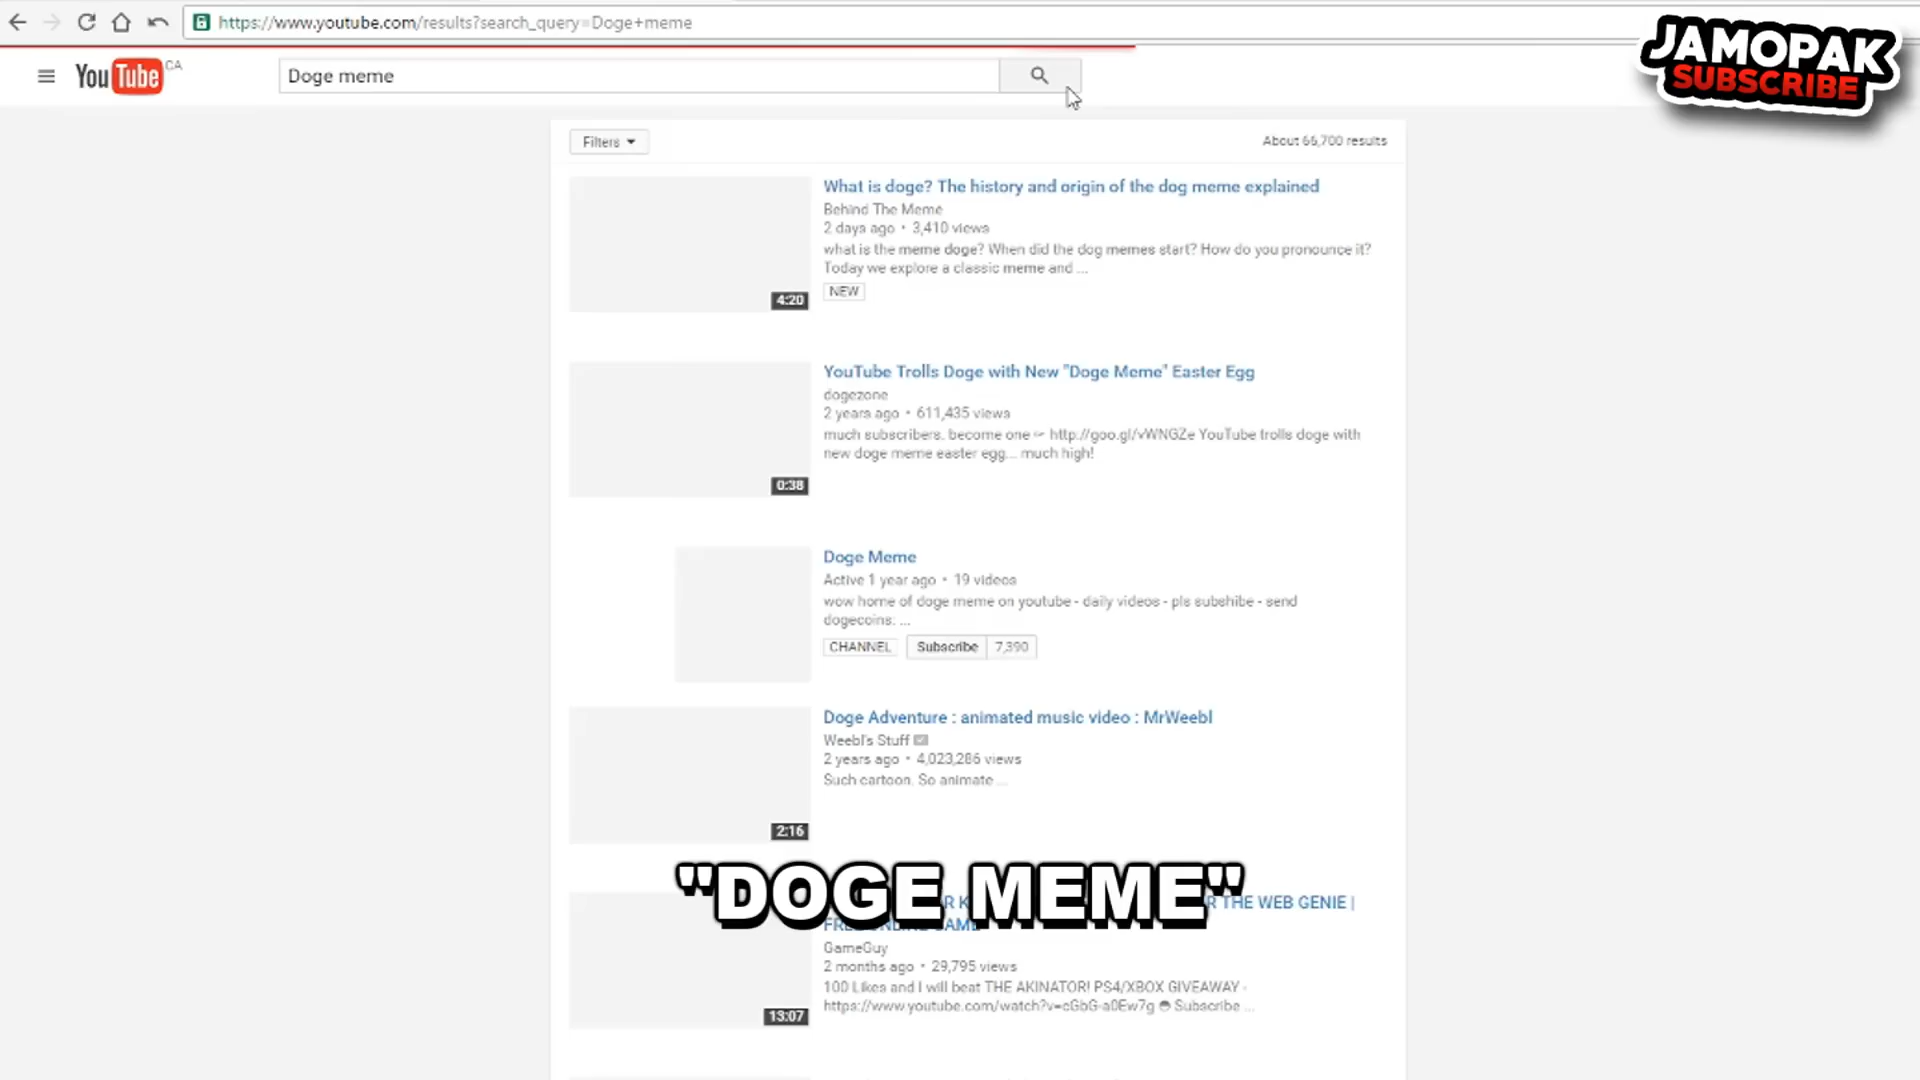 https://www.youtube.com/results?search_query=Doge+meme
JAMOPAK
SUBSCRIBE
YouTube CA
Doge meme
Filters
About 66,700 results
What is doge? The history and origin of the dog meme explained
Behind The Meme
2 days ago • 3,410 views
what is the meme doge? When did the dog memes start? How do you pronounce it?
Today we explore a classic meme and ...
4:20
NEW
YouTube Trolls Doge with New "Doge Meme" Easter Egg
dogezone
2 years ago • 611,435 views
much subscribers. become one ☞ http://goo.gl/vWNGZe YouTube trolls doge with
new doge meme easter egg... much high!
0:38
Doge Meme
Active 1 year ago • 19 videos
wow home of doge meme on youtube - daily videos - pls subshibe - send
dogecoins. ...
CHANNEL Subscribe 7,390
Doge Adventure : animated music video : MrWeebl
Weebl's Stuff
2 years ago • 4,023,286 views
Such cartoon. So animate ...
2:16
"DOGE MEME"
THE WEB GENIE |
GameGuy
2 months ago • 29,795 views
100 Likes and I will beat THE AKINATOR! PS4/XBOX GIVEAWAY -
https://www.youtube.com/watch?v=cGbG-a0Ew7g Subscribe ...
13:07